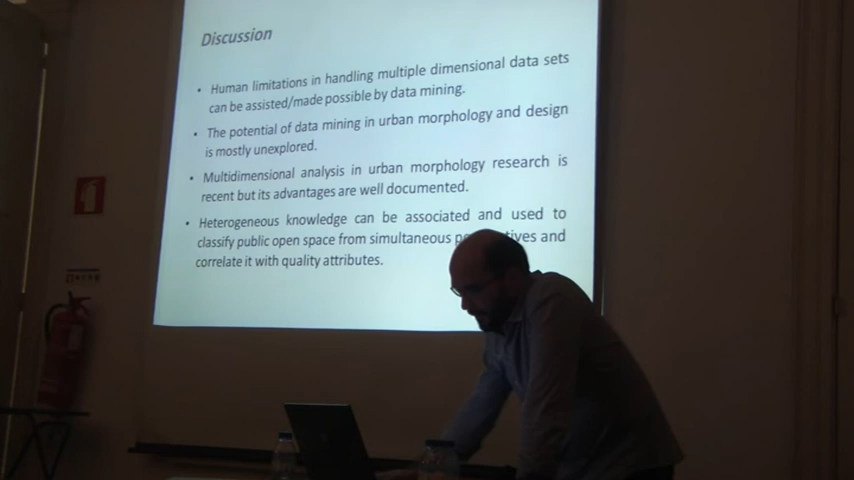 Discussion
• Human limitations in handling multiple dimensional data sets
can be assisted/made possible by data mining.
• The potential of data mining in urban morphology and design
is mostly unexplored.
• Multidimensional analysis in urban morphology research is
recent but its advantages are well documented.
• Heterogeneous knowledge can be associated and used to
classify public open space from simultaneous and
correlate it with quality attributes.